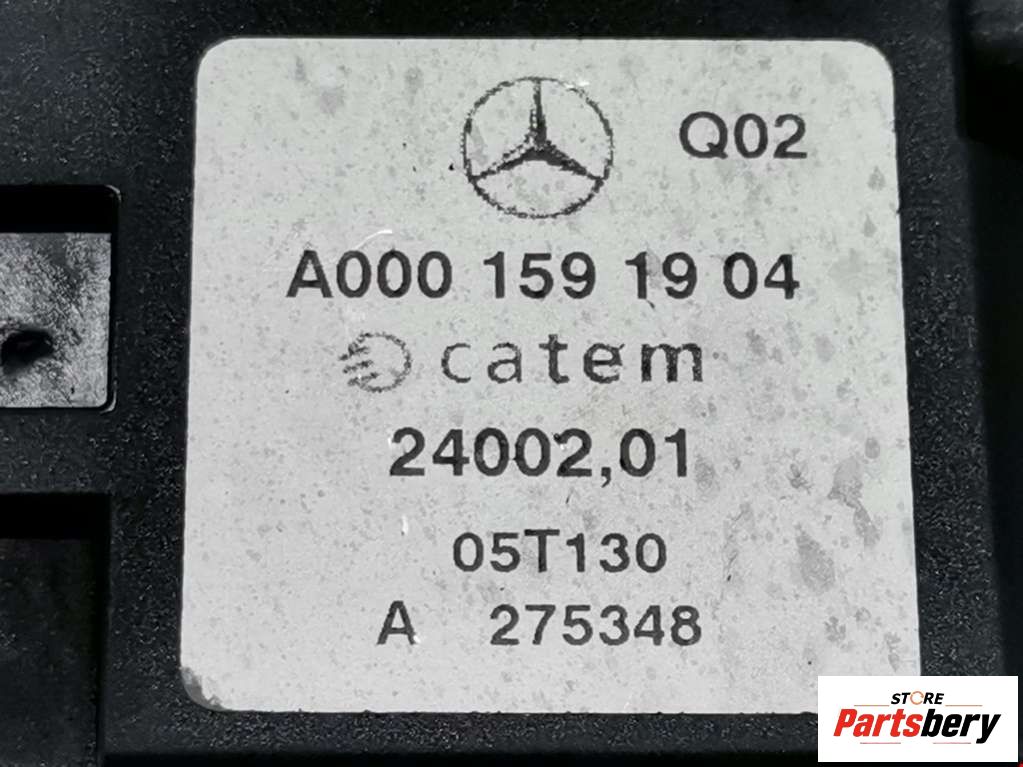 Q02
A000 159 19 04
catem
24002,01
05T130
A 275348
STORE
Partsbery